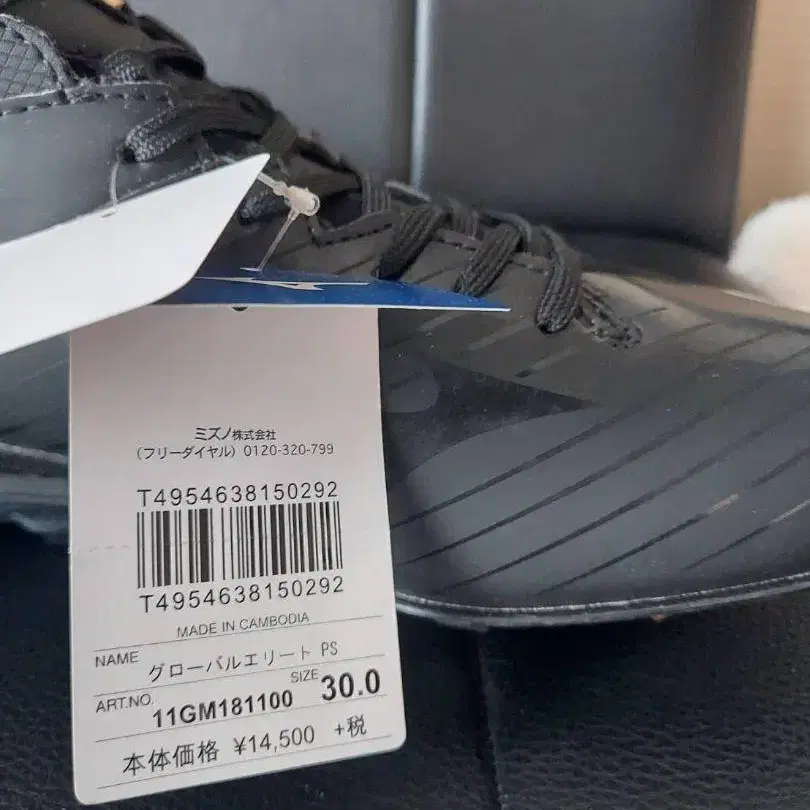 ミズノ株式会社
(フリーダイヤル) 0120-320-799
T4954638150292
T4954638150292
MADE IN CAMBODIA
NAME グローバルエリート PS
ART.NO. 11GM181100 SIZE 30.0
本体価格 ¥14,500 +税